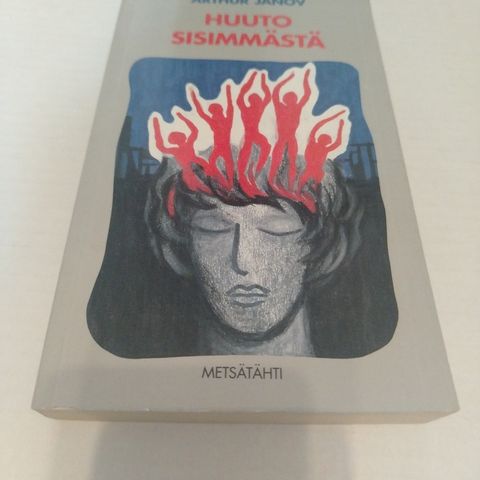 ARTHUR JANOV
HUUTO
SISIMMÄSTÄ
METSÄTÄHTI